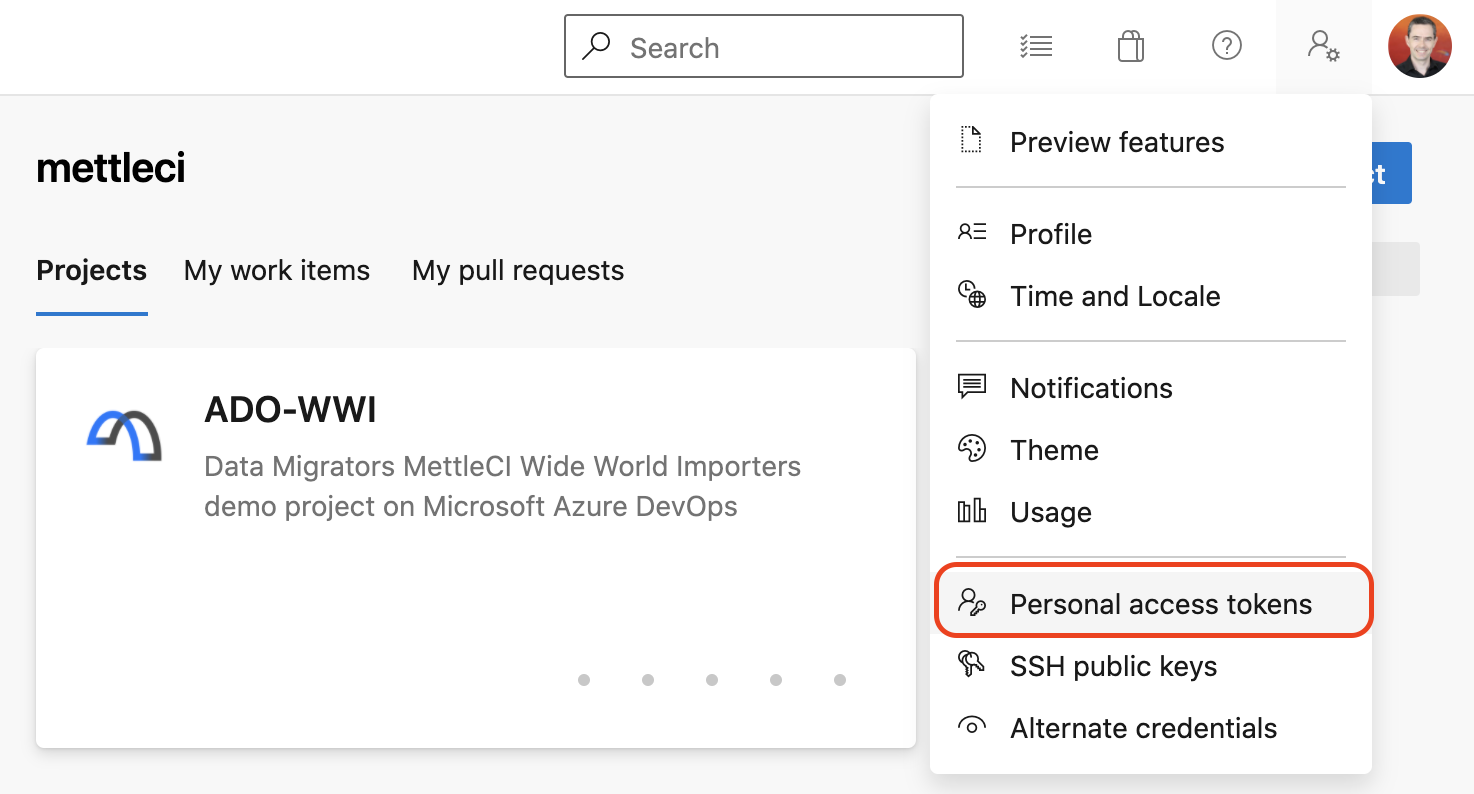 Search
mettleci
Projects
My work items
My pull requests
ADO-WWI
Data Migrators MettleCI Wide World Importers
demo project on Microsoft Azure DevOps
Preview features
Profile
Time and Locale
Notifications
Theme
Usage
Personal access tokens
SSH public keys
Alternate credentials